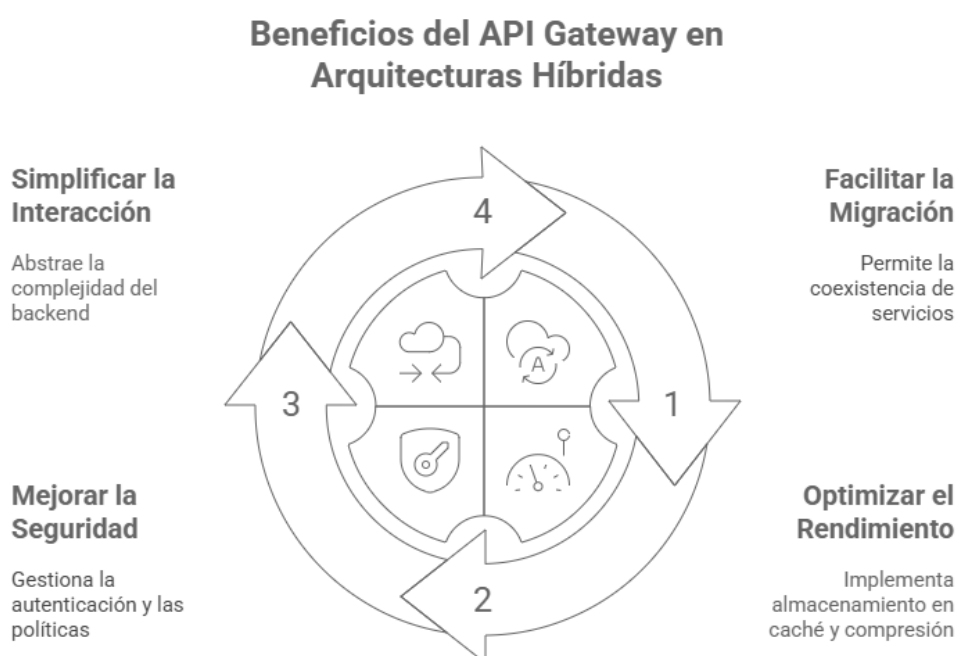 Beneficios del API Gateway en
Arquitecturas Híbridas
Simplificar la
Interacción
Abstrae la
complejidad del
backend
Facilitar la
Migración
Permite la
coexistencia de
servicios
4
A
3
1
Mejorar la
Seguridad
Gestiona la
autenticación y las
políticas
Optimizar el
Rendimiento
Implementa
almacenamiento en
caché y compresión
2